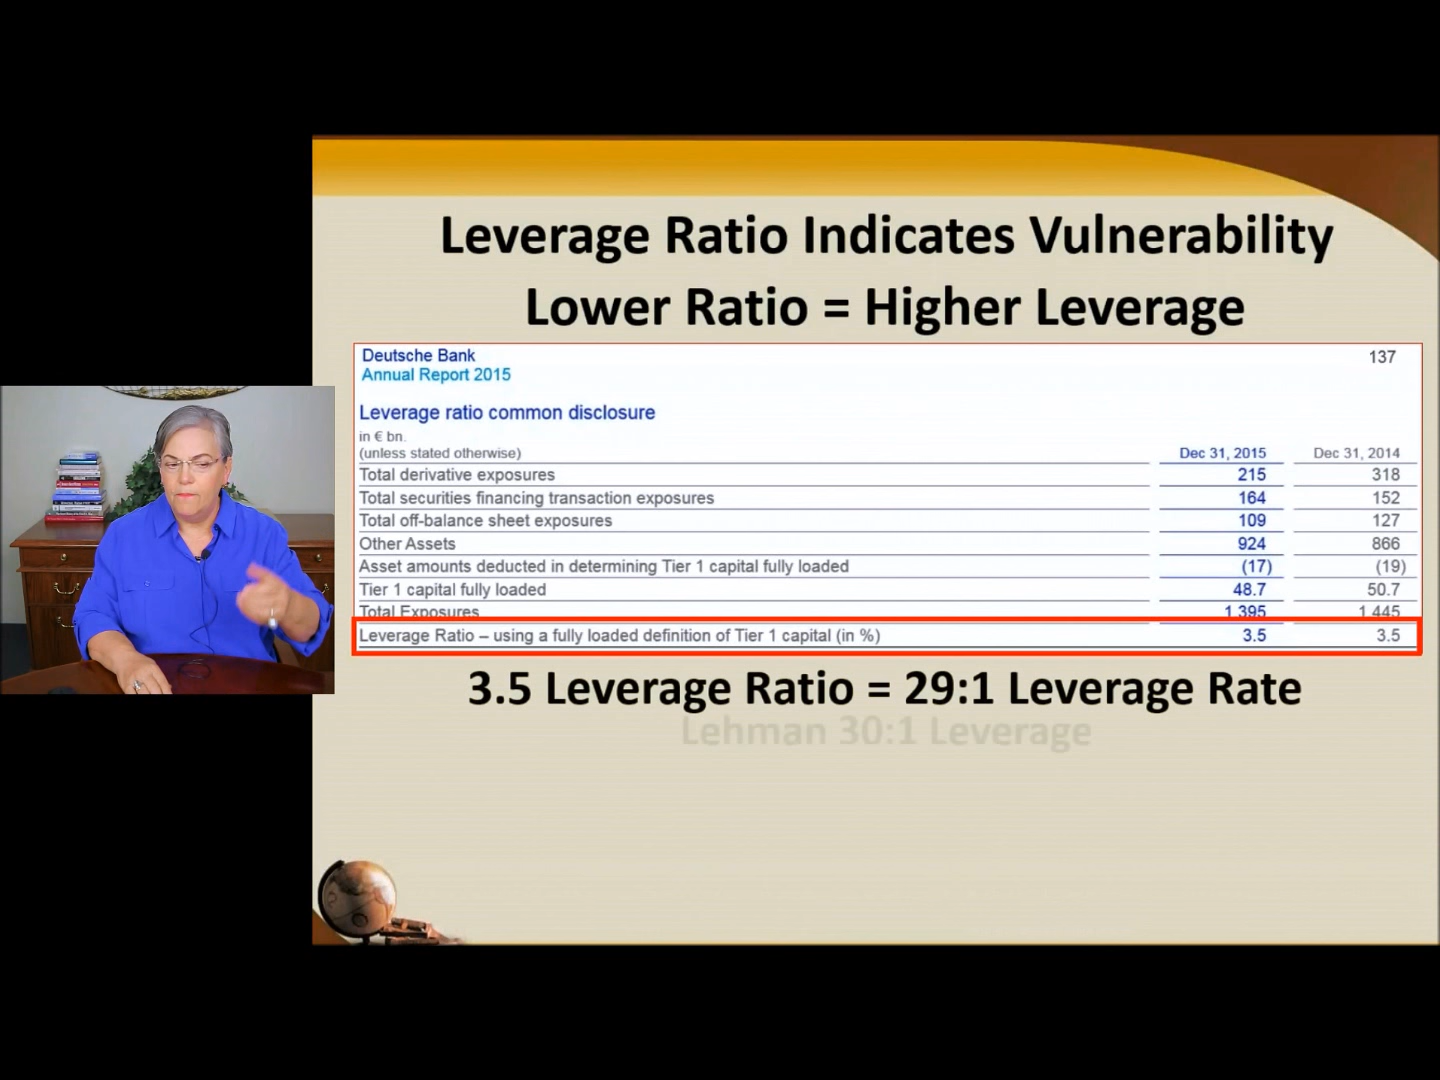 Leverage Ratio Indicates Vulnerability
Lower Ratio = Higher Leverage
Deutsche Bank 137
Annual Report 2015
Leverage ratio common disclosure
in € bn.
(unless stated otherwise) Dec 31, 2015 Dec 31, 2014
Total derivative exposures 215 318
Total securities financing transaction exposures 164 152
Total off-balance sheet exposures 109 127
Other Assets 924 866
Asset amounts deducted in determining Tier 1 capital fully loaded (17) (19)
Tier 1 capital fully loaded 48.7 50.7
Total Exposures 1 395 1 445
Leverage Ratio – using a fully loaded definition of Tier 1 capital (in %) 3.5 3.5
3.5 Leverage Ratio = 29:1 Leverage Rate
Lehman 30:1 Leverage